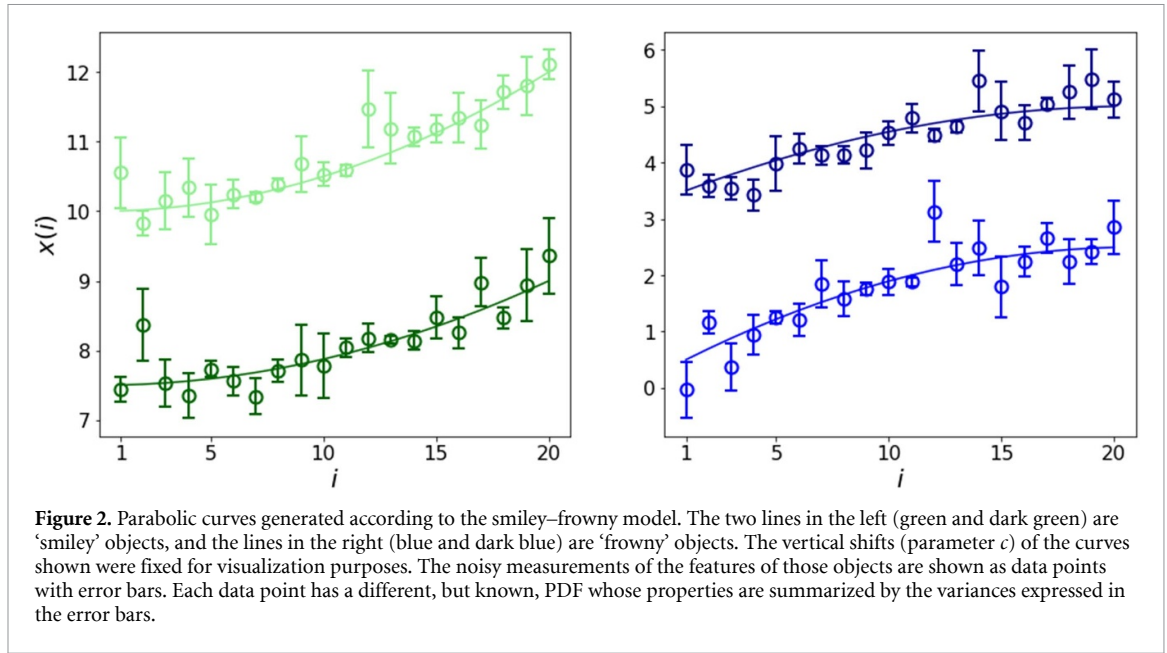 12
11
10
9
8
7
x(i)
1 5 10 15 20
i
6
5
4
3
2
1
0
1 5 10 15 20
i
Figure 2. Parabolic curves generated according to the smiley–frowny model. The two lines in the left (green and dark green) are
‘smiley’ objects, and the lines in the right (blue and dark blue) are ‘frowny’ objects. The vertical shifts (parameter c) of the curves
shown were fixed for visualization purposes. The noisy measurements of the features of those objects are shown as data points
with error bars. Each data point has a different, but known, PDF whose properties are summarized by the variances expressed in
the error bars.